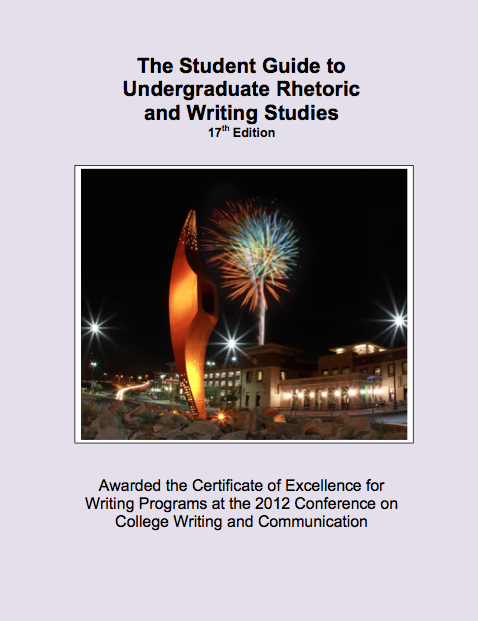 The Student Guide to
Undergraduate Rhetoric
and Writing Studies
17th Edition
Awarded the Certificate of Excellence for
Writing Programs at the 2012 Conference on
College Writing and Communication